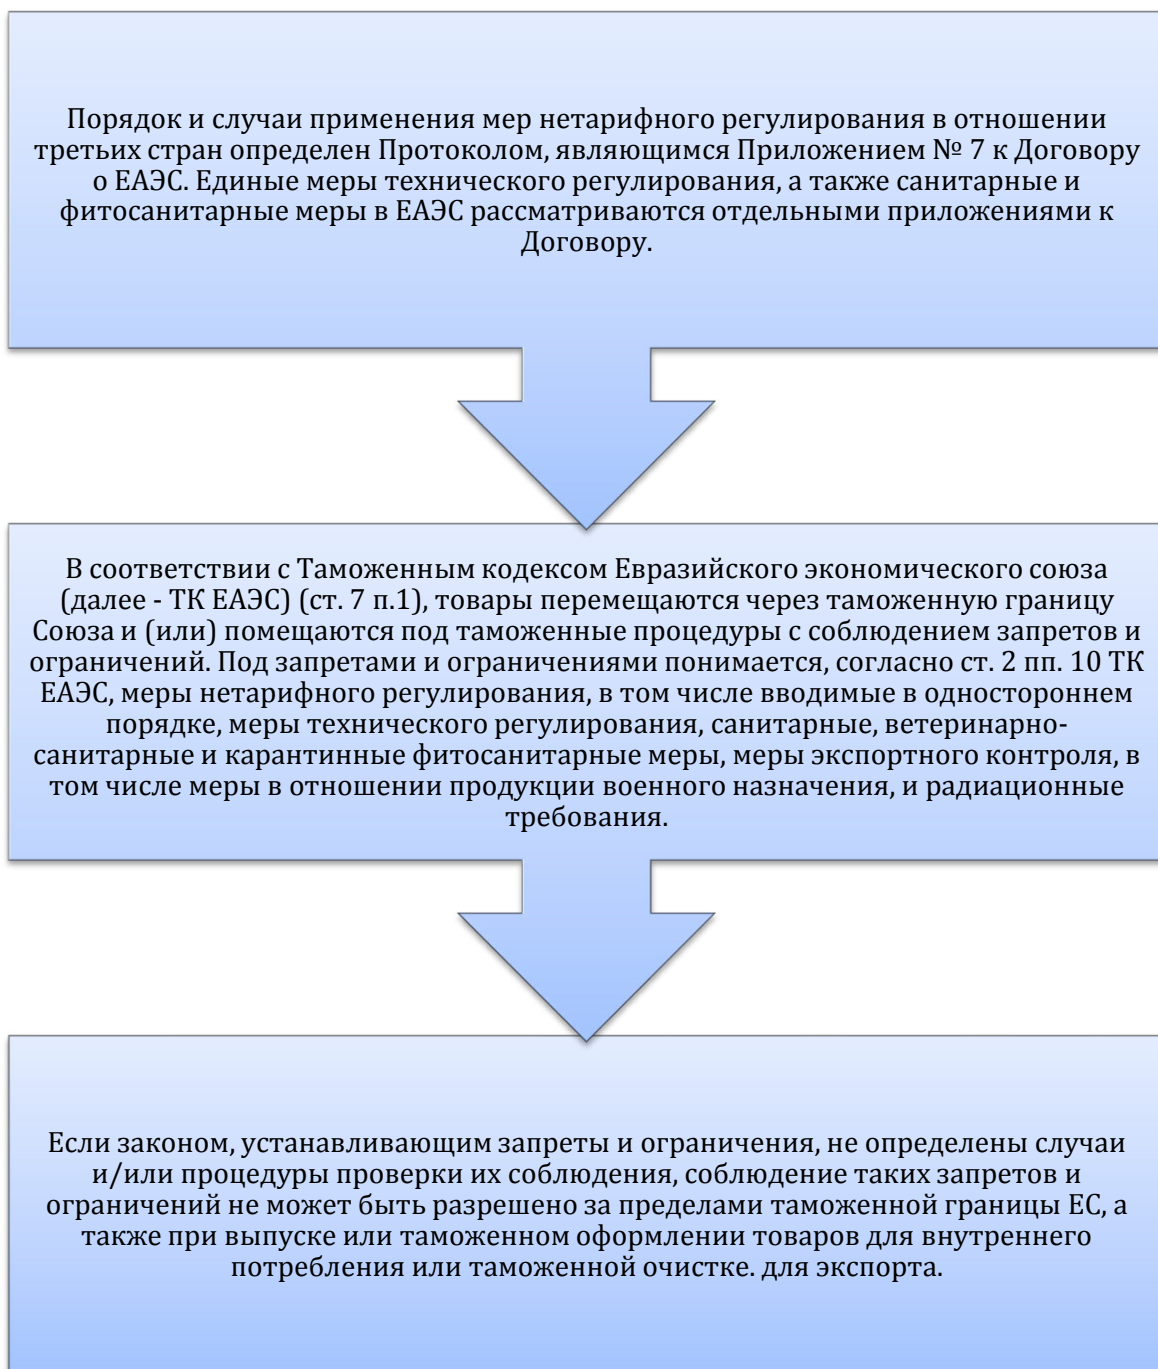 Порядок и случаи применения мер нетарифного регулирования в отношении
третьих стран определен Протоколом, являющимся Приложением № 7 к Договору
о ЕАЭС. Единые меры технического регулирования, а также санитарные и
фитосанитарные меры в ЕАЭС рассматриваются отдельными приложениями к
Договору.
В соответствии с Таможенным кодексом Евразийского экономического союза
(далее - ТК ЕАЭС) (ст. 7 п.1), товары перемещаются через таможенную границу
Союза и (или) помещаются под таможенные процедуры с соблюдением запретов и
ограничений. Под запретами и ограничениями понимается, согласно ст. 2 пп. 10 ТК
ЕАЭС, меры нетарифного регулирования, в том числе вводимые в одностороннем
порядке, меры технического регулирования, санитарные, ветеринарно-
санитарные и карантинные фитосанитарные меры, меры экспортного контроля, в
том числе меры в отношении продукции военного назначения, и радиационные
требования.
Если законом, устанавливающим запреты и ограничения, не определены случаи
и/или процедуры проверки их соблюдения, соблюдение таких запретов и
ограничений не может быть разрешено за пределами таможенной границы ЕС, а
также при выпуске или таможенном оформлении товаров для внутреннего
потребления или таможенной очистке. для экспорта.